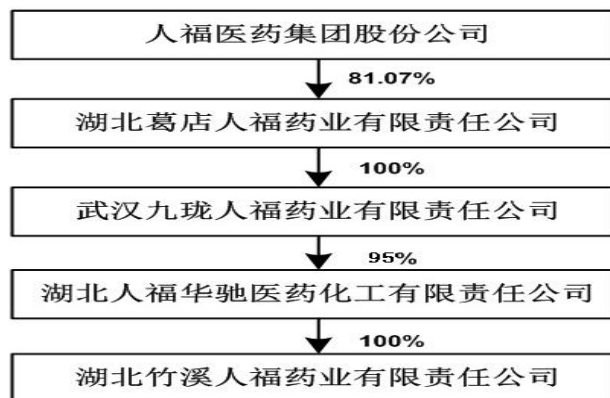 人福医药集团股份公司
81.07%
湖北葛店人福药业有限责任公司
100%
武汉九珑人福药业有限责任公司
95%
湖北人福华驰医药化工有限责任公司
100%
湖北竹溪人福药业有限责任公司